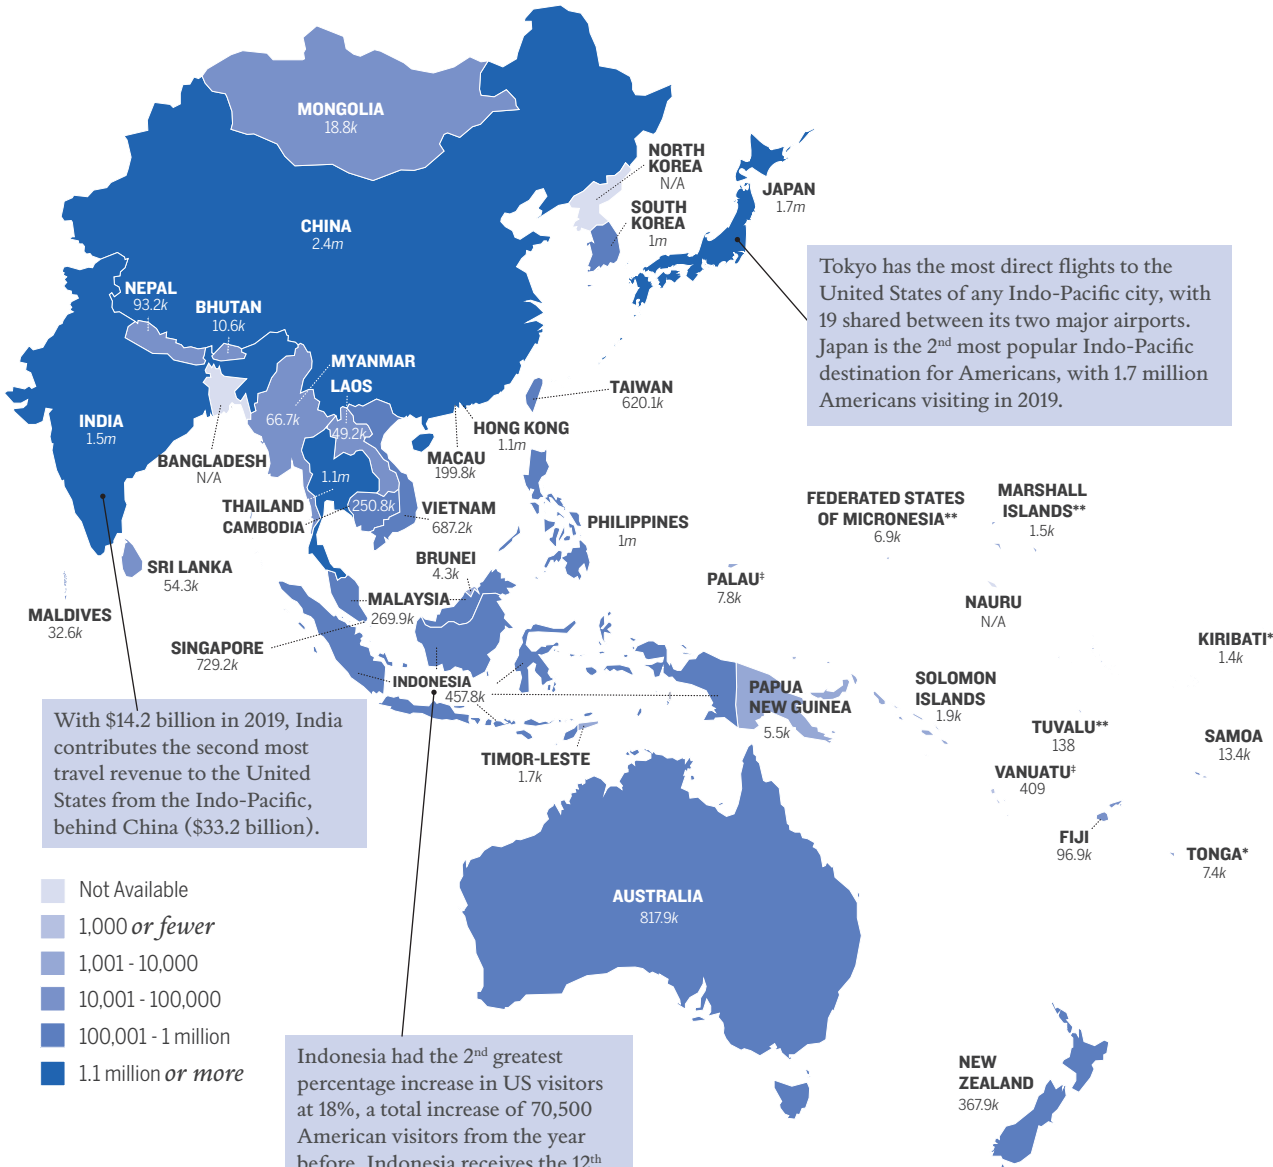 MONGOLIA
18.8k
NORTH
KOREA
N/A
JAPAN
1.7m
SOUTH
KOREA
1m
CHINA
2.4m
Tokyo has the most direct flights to the
United States of any Indo-Pacific city, with
19 shared between its two major airports.
Japan is the 2nd most popular Indo-Pacific
destination for Americans, with 1.7 million
Americans visiting in 2019.
NEPAL
93.2k
BHUTAN
10.6k
MYANMAR
66.7k
LAOS
49.2k
TAIWAN
620.1k
INDIA
1.5m
HONG KONG
1.1m
BANGLADESH
N/A
MACAU
199.8k
1.1m
THAILAND
CAMBODIA
250.8k
VIETNAM
687.2k
PHILIPPINES
1m
FEDERATED STATES
OF MICRONESIA**
6.9k
MARSHALL
ISLANDS**
1.5k
SRI LANKA
54.3k
BRUNEI
4.3k
PALAU‡
7.8k
MALDIVES
32.6k
MALAYSIA
269.9k
NAURU
N/A
SINGAPORE
729.2k
KIRIBATI*
1.4k
INDONESIA
457.8k
PAPUA
NEW GUINEA
5.5k
SOLOMON
ISLANDS
1.9k
TUVALU**
138
SAMOA
13.4k
With $14.2 billion in 2019, India
contributes the second most
travel revenue to the United
States from the Indo-Pacific,
behind China ($33.2 billion).
TIMOR-LESTE
1.7k
VANUATU‡
409
FIJI
96.9k
TONGA*
7.4k
AUSTRALIA
817.9k
Not Available
1,000 or fewer
1,001 - 10,000
10,001 - 100,000
100,001 - 1 million
1.1 million or more
Indonesia had the 2nd greatest
percentage increase in US visitors
at 18%, a total increase of 70,500
American visitors from the year
before. Indonesia receives the 12th
NEW
ZEALAND
367.9k